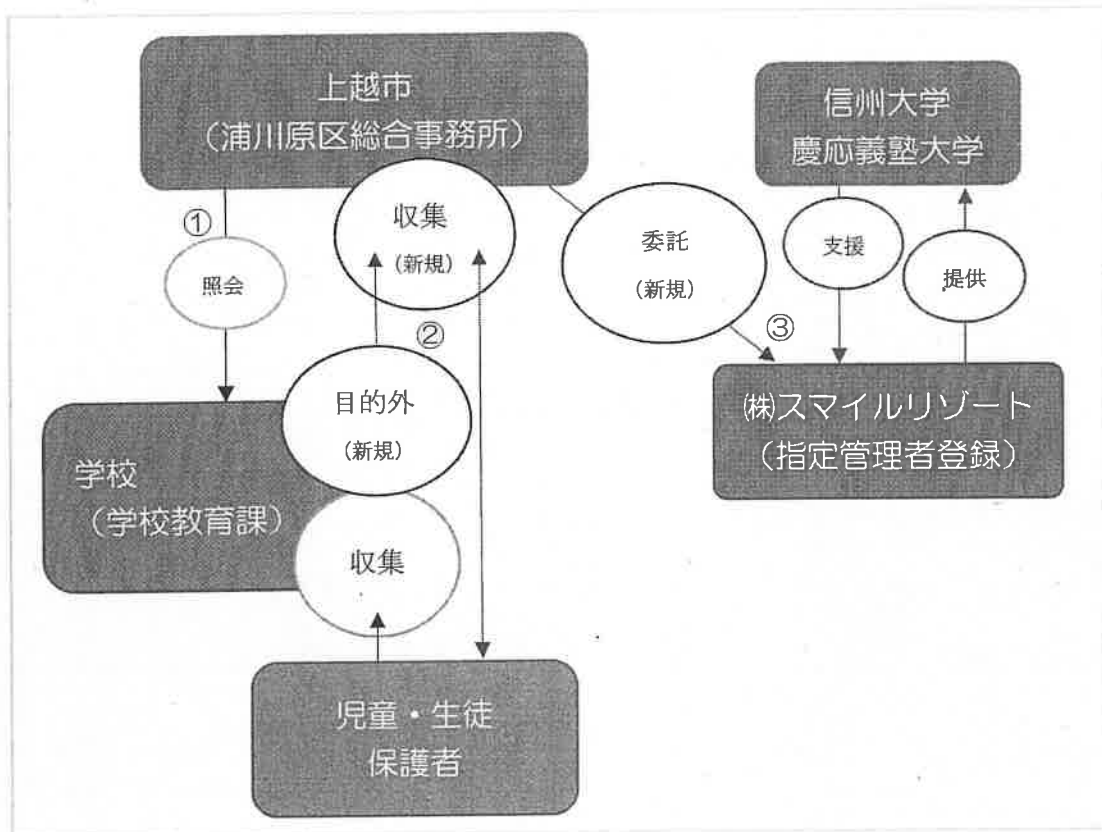 上越市
（浦川原区総合事務所）
信州大学
慶応義塾大学
①
照会
収集
（新規）
委託
（新規）
支援
提供
②
③
目的外
（新規）
学校
（学校教育課）
収集
㈱スマイルリゾート
（指定管理者登録）
児童・生徒
保護者